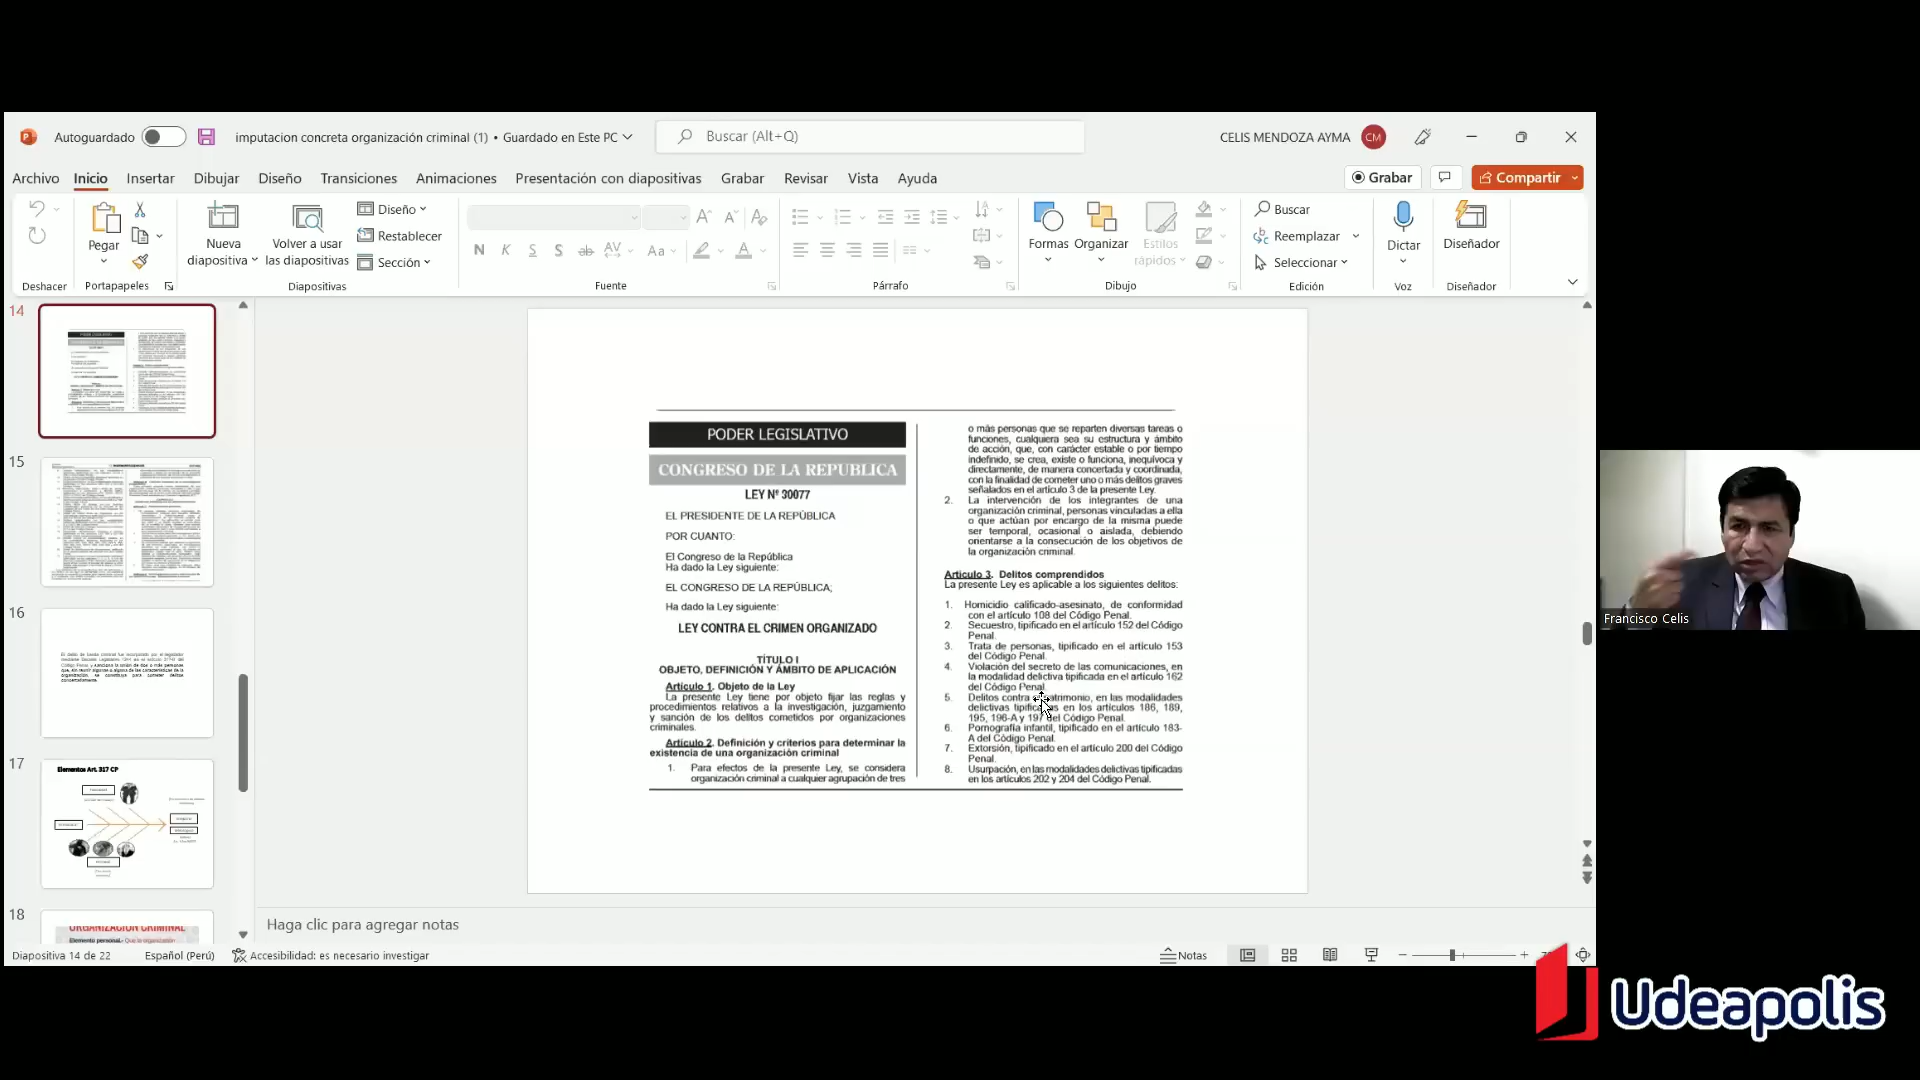 Autoguardado
imputacion concreta organización criminal (1) • Guardado en Este PC
Buscar (Alt+Q)
CELIS MENDOZA AYMA
CM
Archivo
Inicio
Insertar
Dibujar
Diseño
Transiciones
Animaciones
Presentación con diapositivas
Grabar
Revisar
Vista
Ayuda
Grabar
Compartir
Pegar
Nueva
diapositiva
Volver a usar
las diapositivas
Diseño
Restablecer
Sección
N K S S ab AV Aa A
Formas
Organizar
Estilos
rápidos
Buscar
Reemplazar
Seleccionar
Dictar
Diseñador
Deshacer
Portapapeles
Diapositivas
Fuente
Párrafo
Dibujo
Edición
Voz
Diseñador
14
15
16
17
Elementos Art. 317 CP
18
ORGANIZACION CRIMINAL
PODER LEGISLATIVO
CONGRESO DE LA REPUBLICA
LEY Nº 30077
EL PRESIDENTE DE LA REPÚBLICA
POR CUANTO:
El Congreso de la República
Ha dado la Ley siguiente:
EL CONGRESO DE LA REPÚBLICA;
Ha dado la Ley siguiente:
LEY CONTRA EL CRIMEN ORGANIZADO
TÍTULO I
OBJETO, DEFINICIÓN Y ÁMBITO DE APLICACIÓN
Artículo 1. Objeto de la Ley
La presente Ley tiene por objeto fijar las reglas y
procedimientos relativos a la investigación, juzgamiento
y sanción de los delitos cometidos por organizaciones
criminales.
Artículo 2. Definición y criterios para determinar la
existencia de una organización criminal
1. Para efectos de la presente Ley, se considera
organización criminal a cualquier agrupación de tres
o más personas que se reparten diversas tareas o
funciones, cualquiera sea su estructura y ámbito
de acción, que, con carácter estable o por tiempo
indefinido, se crea, existe o funciona, inequívoca y
directamente, de manera concertada y coordinada,
con la finalidad de cometer uno o más delitos graves
señalados en el artículo 3 de la presente Ley.
2. La intervención de los integrantes de una
organización criminal, personas vinculadas a ella
o que actúan por encargo de la misma puede
ser temporal, ocasional o aislada, debiendo
orientarse a la consecución de los objetivos de
la organización criminal.
Artículo 3. Delitos comprendidos
La presente Ley es aplicable a los siguientes delitos:
1. Homicidio calificado-asesinato, de conformidad
con el artículo 108 del Código Penal.
2. Secuestro, tipificado en el artículo 152 del Código
Penal.
3. Trata de personas, tipificado en el artículo 153
del Código Penal.
4. Violación del secreto de las comunicaciones, en
la modalidad delictiva tipificada en el artículo 162
del Código Penal.
5. Delitos contra el patrimonio, en las modalidades
delictivas tipificadas en los artículos 186, 189,
195, 196-A y 197 del Código Penal.
6. Pornografía infantil, tipificado en el artículo 183-
A del Código Penal.
7. Extorsión, tipificado en el artículo 200 del Código
Penal.
8. Usurpación, en las modalidades delictivas tipificadas
en los artículos 202 y 204 del Código Penal.
Haga clic para agregar notas
Diapositiva 14 de 22
Español (Perú)
Accesibilidad: es necesario investigar
Notas
Francisco Celis
Udeapolis